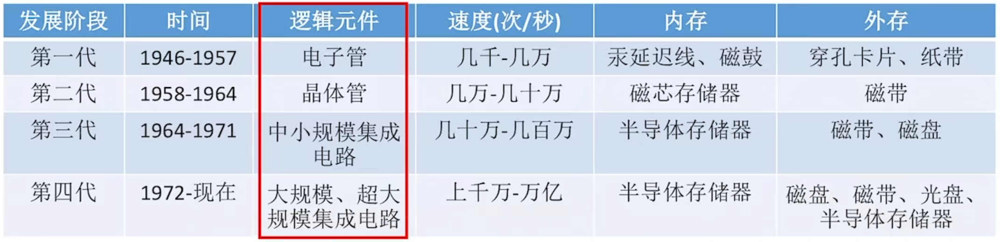 发展阶段 时间 逻辑元件 速度(次/秒) 内存 外存
第一代 1946-1957 电子管 几千-几万 汞延迟线、磁鼓 穿孔卡片、纸带
第二代 1958-1964 晶体管 几万-几十万 磁芯存储器 磁带
第三代 1964-1971 中小规模集成 几十万-几百万 半导体存储器 磁带、磁盘
电路
第四代 1972-现在 大规模、超大 上千万-万亿 半导体存储器 磁盘、磁带、光盘、
规模集成电路 半导体存储器